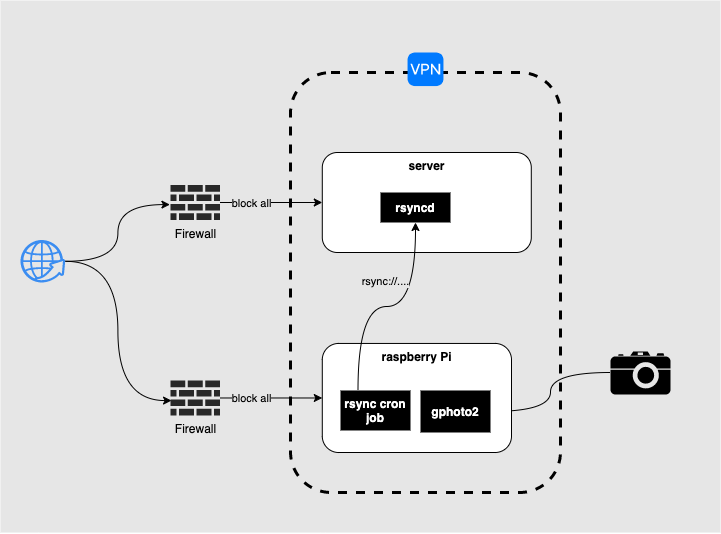 VPN
server
rsyncd
block all
Firewall
rsync://....
raspberry Pi
rsync cron
job
gphoto2
block all
Firewall